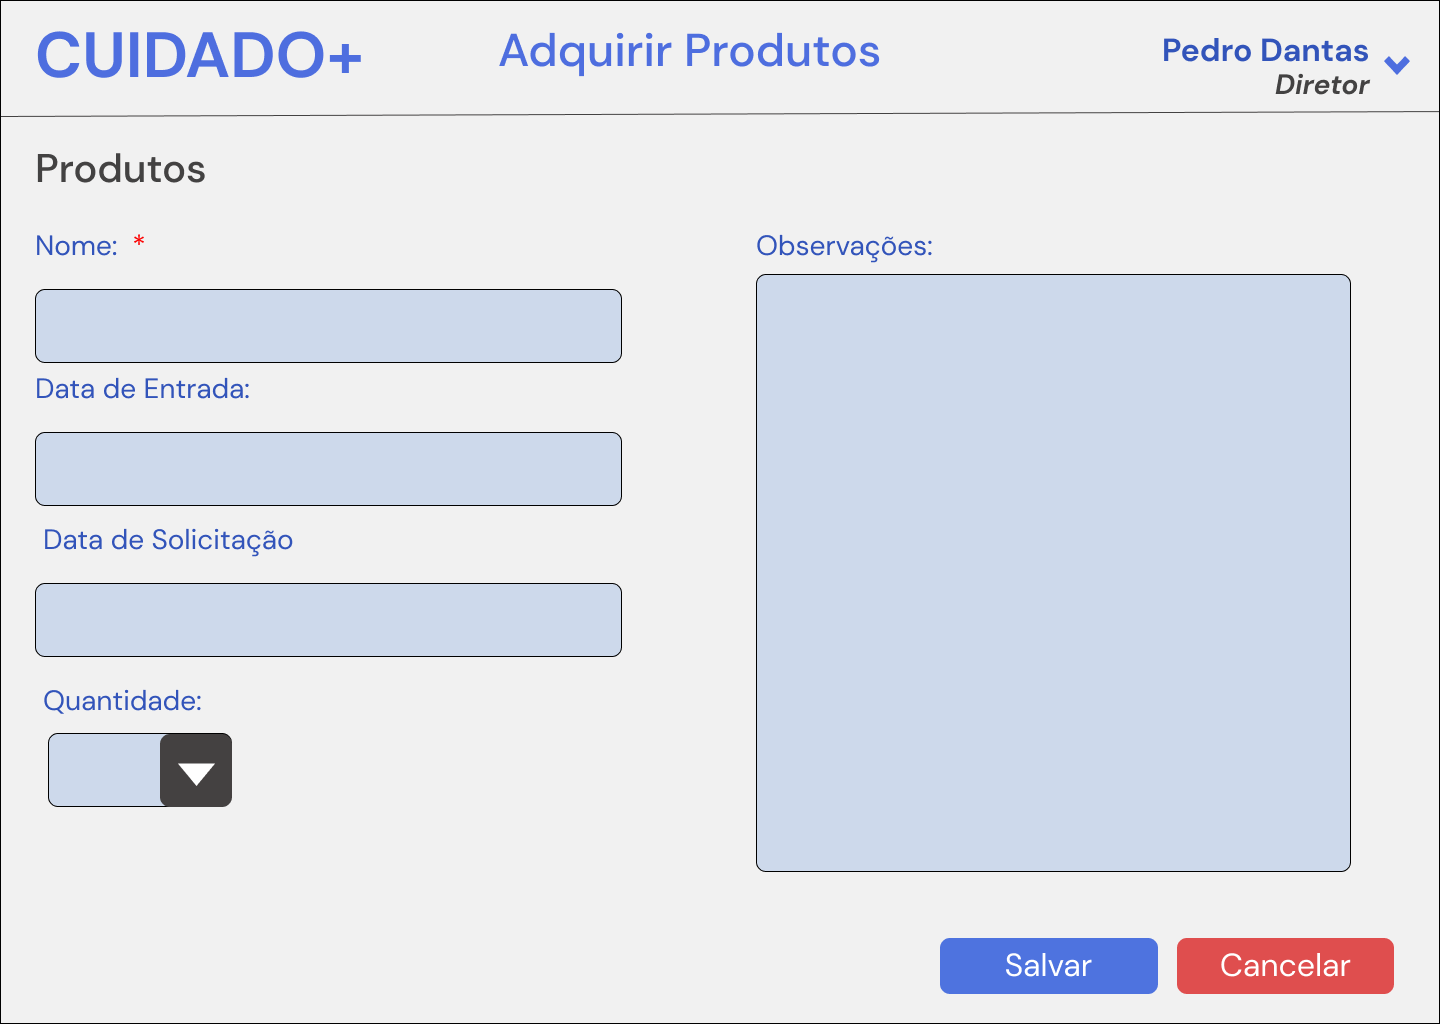 CUIDADO+
Adquirir Produtos
Pedro Dantas
Diretor
Produtos
Nome: *
Data de Entrada:
Data de Solicitação
Quantidade:
Observações:
Salvar
Cancelar